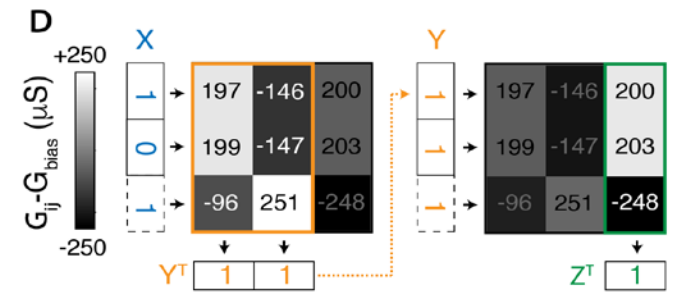 D
X
Y
+250
-250
G_ij-G_bias (μS)
1 197 -146 200
0 199 -147 203
1 -96 251 -248
Y^T 1 1
1 197 -146 200
1 199 -147 203
1 -96 251 -248
Z^T 1